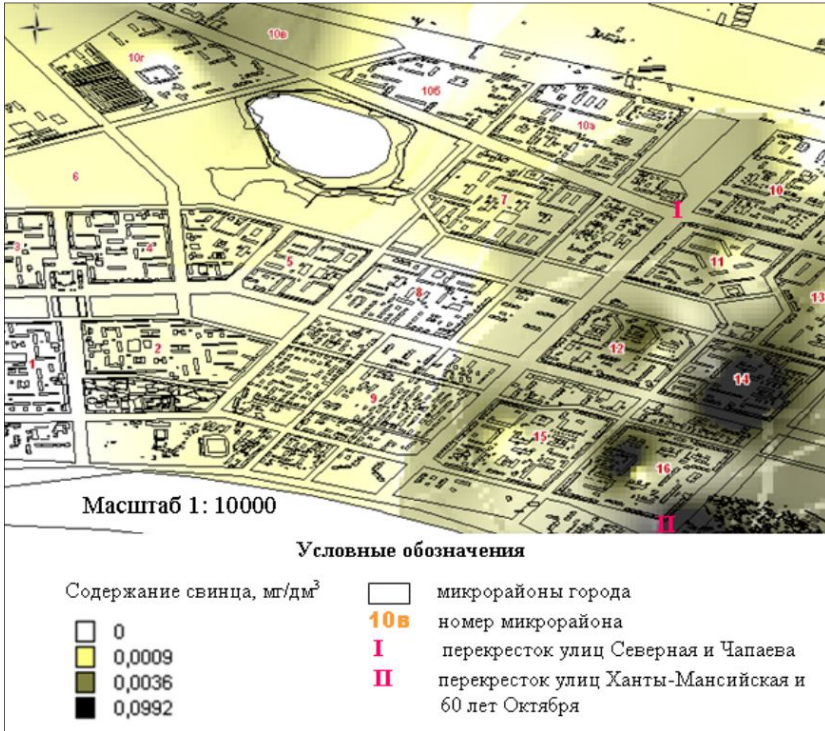 10в
10г
10б
10а
6
7
10
I
3
4
5
11
8
13
1
2
12
14
9
15
16
Масштаб 1: 10000
II
Условные обозначения
Содержание свинца, мг/дм³
микрорайоны города
10в номер микрорайона
0
I перекресток улиц Северная и Чапаева
0,0009
II перекресток улиц Ханты-Мансийская и
0,0036
60 лет Октября
0,0992